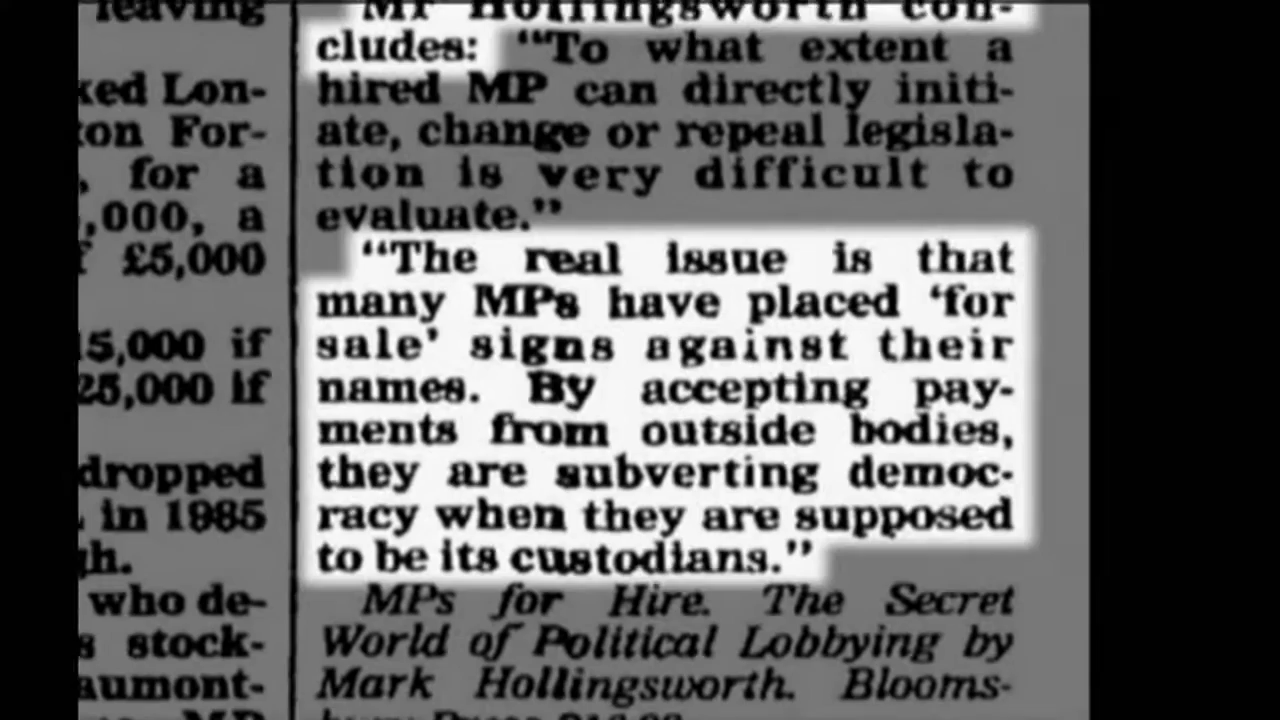 leaving
ked Lon-
ton For-
, for a
,000, a
f £5,000
15,000 if
25,000 if
dropped
in 1985
gh.
who de-
s stock-
aumont-
MP
Mr Hollingsworth con-
cludes: “To what extent a
hired MP can directly initi-
ate, change or repeal legisla-
tion is very difficult to
evaluate.”
“The real issue is that
many MPs have placed ‘for
sale’ signs against their
names. By accepting pay-
ments from outside bodies,
they are subverting democ-
racy when they are supposed
to be its custodians.”
MPs for Hire. The Secret
World of Political Lobbying by
Mark Hollingsworth. Blooms-